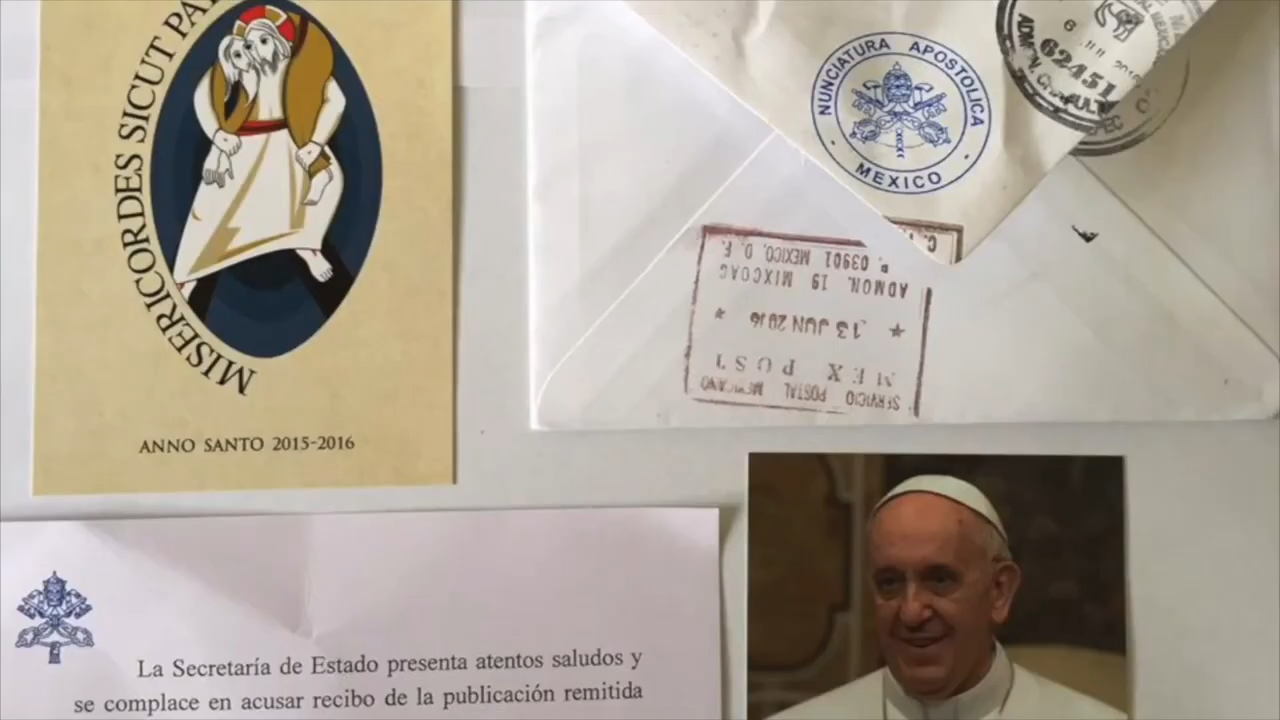 MISERICORDES SICUT PA
ANNO SANTO 2015-2016
NUNCIATURA APOSTOLICA
MEXICO
62451
SERVICIO POSTAL MEXICANO
MEX POST
13 JUN 2016
ADMON. 19 MIXCOAC
P. 03901 MEXICO, D. F.
La Secretaría de Estado presenta atentos saludos y
se complace en acusar recibo de la publicación remitida